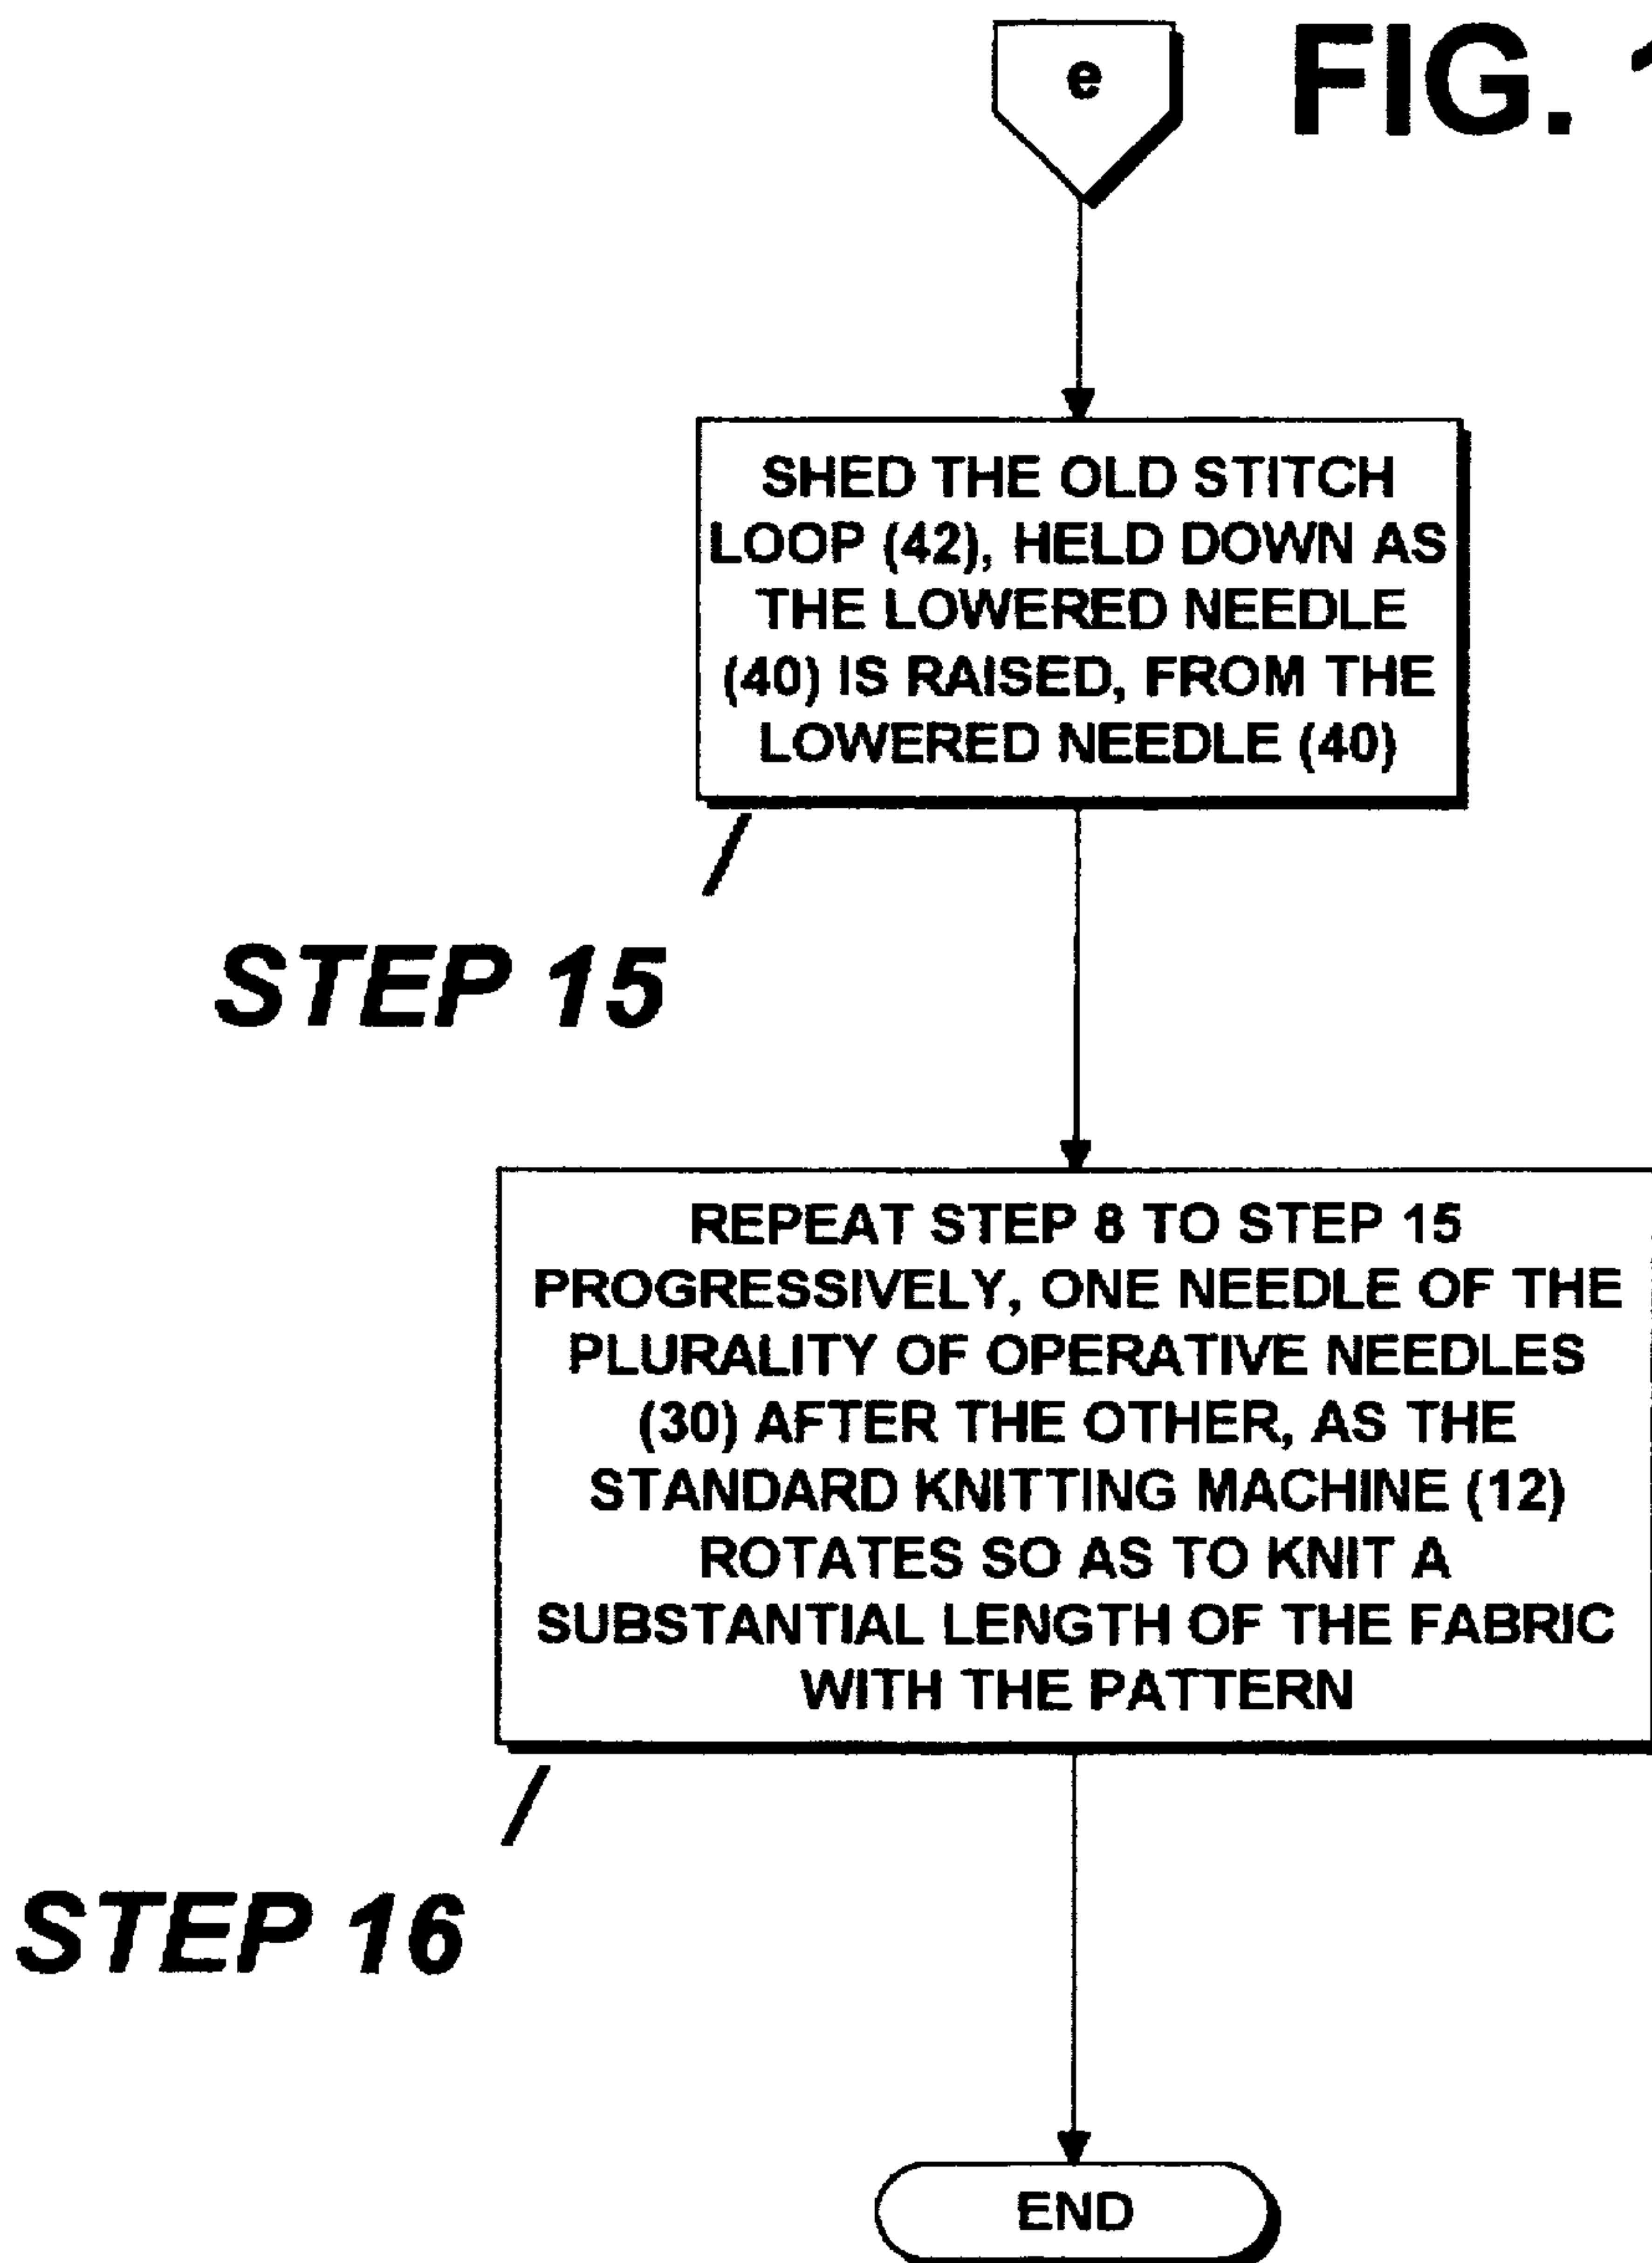 e
FIG.
SHED THE OLD STITCH
LOOP (42), HELD DOWN AS
THE LOWERED NEEDLE
(40) IS RAISED, FROM THE
LOWERED NEEDLE (40)
STEP 15
REPEAT STEP 8 TO STEP 15
PROGRESSIVELY, ONE NEEDLE OF THE
PLURALITY OF OPERATIVE NEEDLES
(30) AFTER THE OTHER, AS THE
STANDARD KNITTING MACHINE (12)
ROTATES SO AS TO KNIT A
SUBSTANTIAL LENGTH OF THE FABRIC
WITH THE PATTERN
STEP 16
END